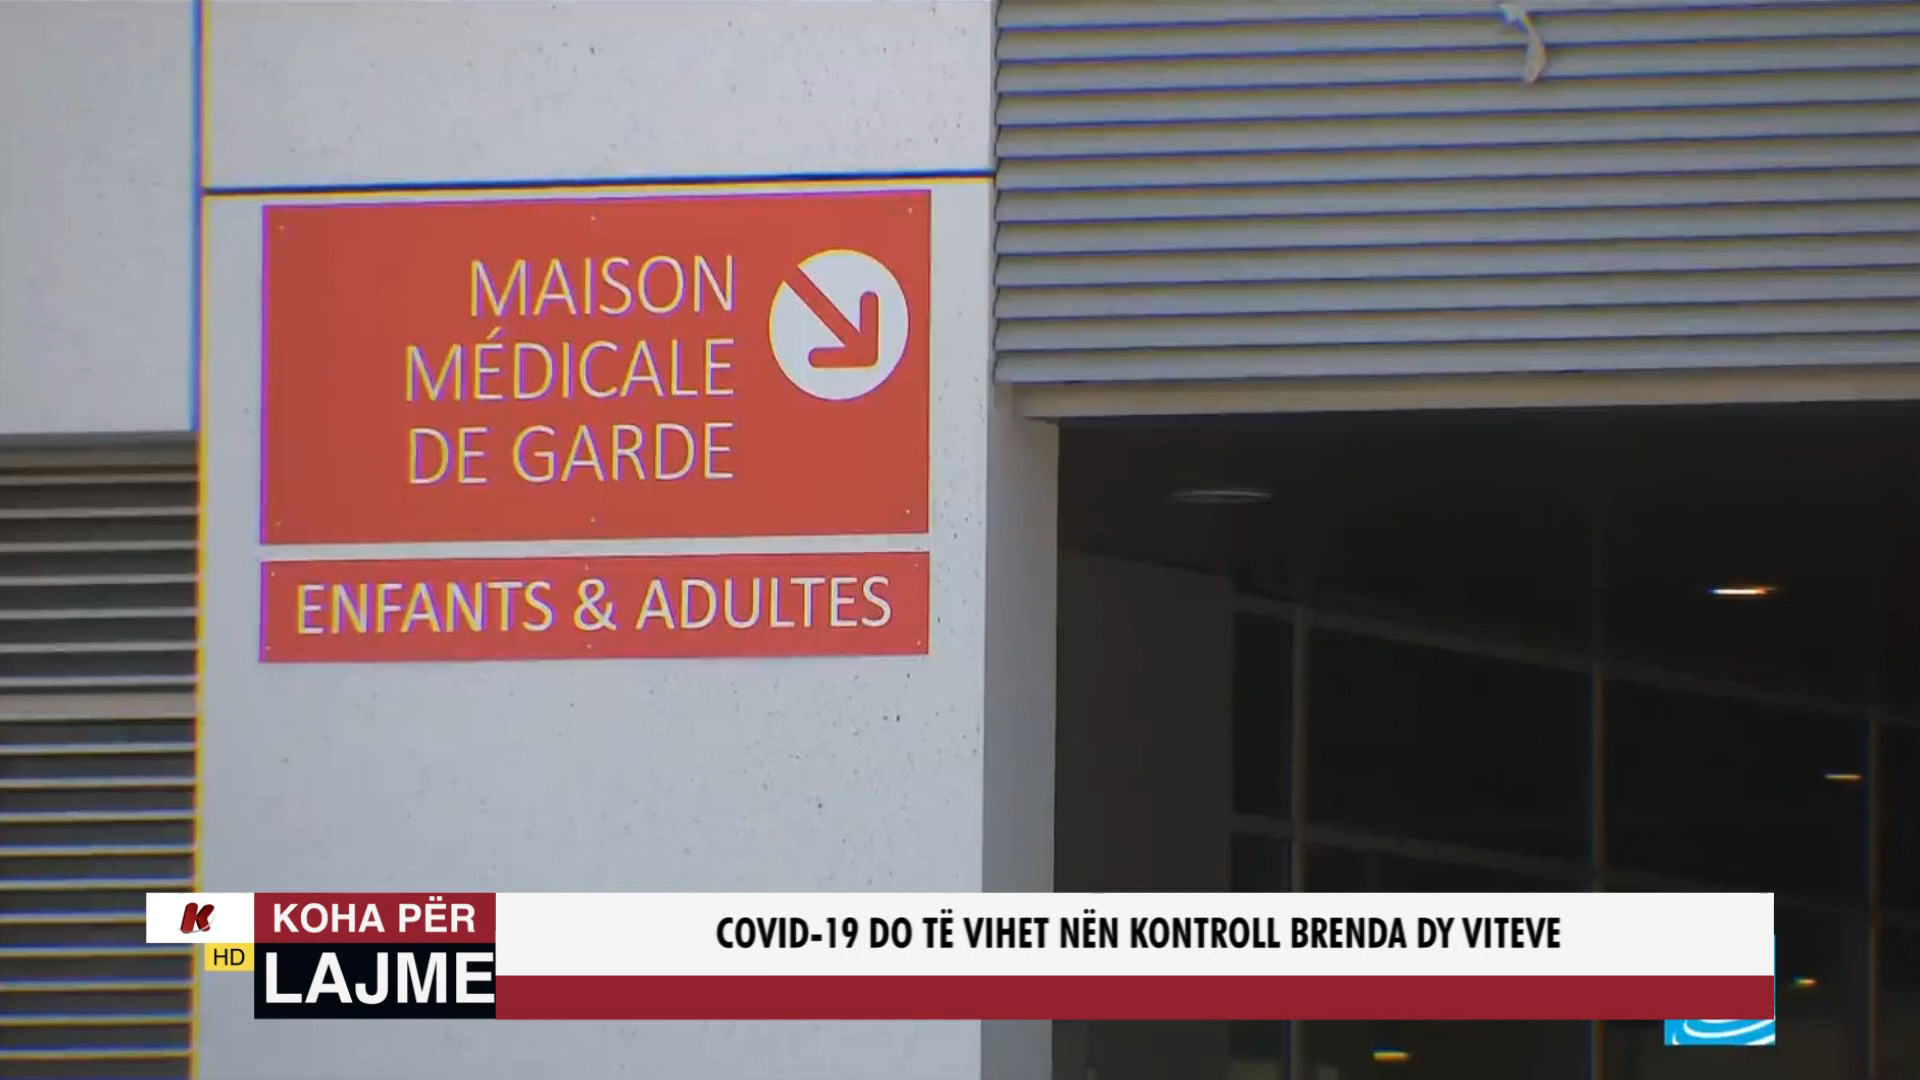 MAISON
MÉDICALE
DE GARDE
ENFANTS & ADULTES
K
KOHA PËR
HD
LAJME
COVID-19 DO TË VIHET NËN KONTROLL BRENDA DY VITEVE